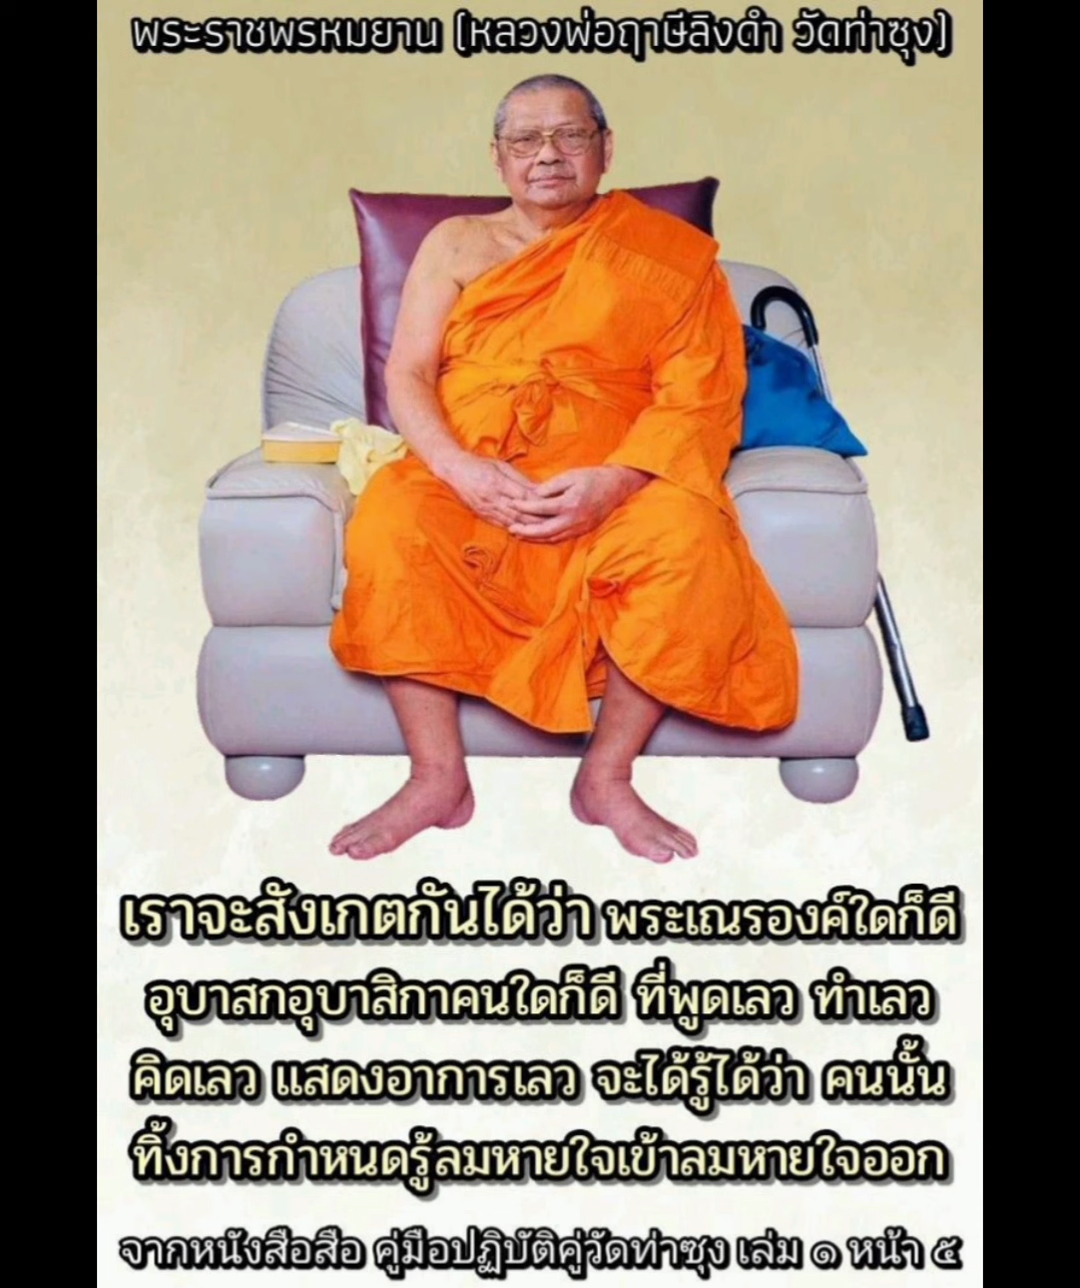 พระราชพรหมยาน (หลวงพ่อฤาษีลิงดำ วัดท่าซุง)
เราจะสังเกตกันได้ว่า พระเณรองค์ใดก็ดี
อุบาสกอุบาสิกาคนใดก็ดี ที่พูดเลว ทำเลว
คิดเลว แสดงอาการเลว จะได้รู้ได้ว่า คนนั้น
ทิ้งการกำหนดรู้ลมหายใจเข้าลมหายใจออก
จากหนังสือสือ คู่มือปฏิบัติคู่วัดท่าซุง เล่ม ๑ หน้า ๕